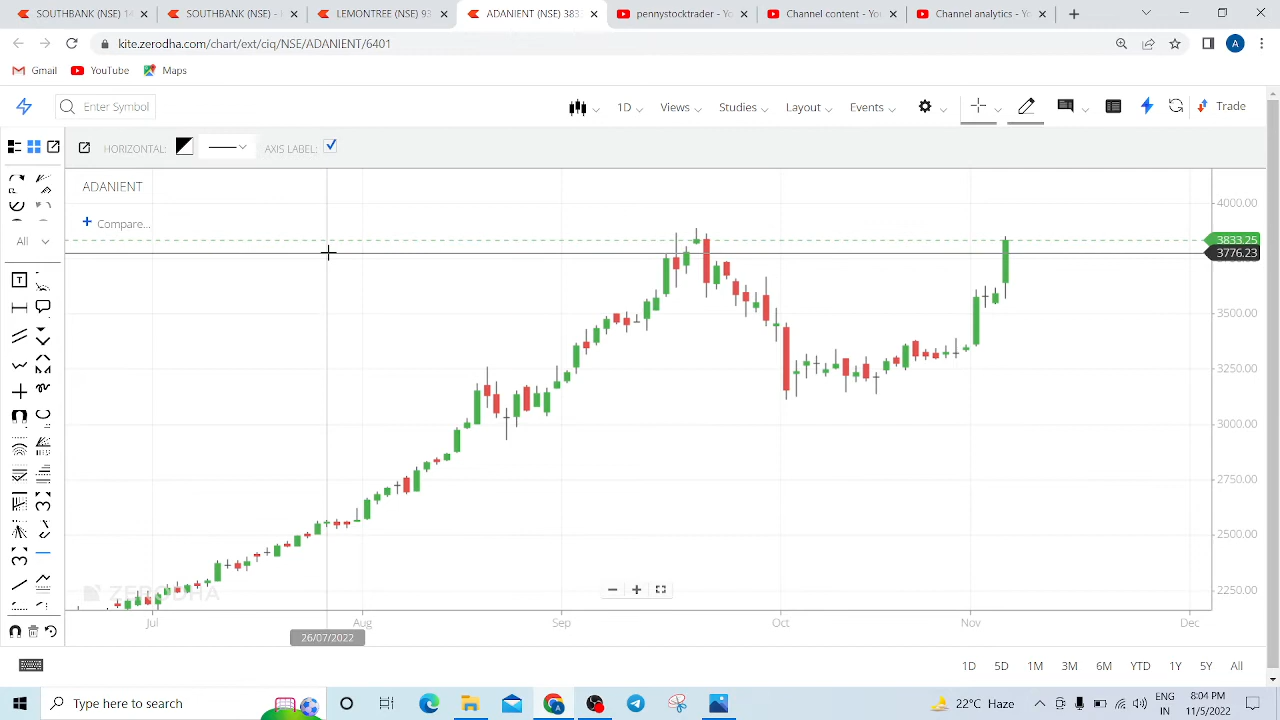 SOUTHBANK (NSE) 14
SOUTHBANK (NSE) -
LEMONTREE (NSE) 93
ADANIENT (NSE) 383
pennystocktrader - Yo
Channel content - You
Channel analytics - Yo
kite.zerodha.com/chart/ext/ciq/NSE/ADANIENT/6401
A
Gmail
YouTube
Maps
Enter Symbol
1D
Views
Studies
Layout
Events
Trade
HORIZONTAL:
AXIS LABEL:
ADANIENT
Compare...
All
T
4000.00
3833.25
3776.23
3500.00
3250.00
3000.00
2750.00
2500.00
2250.00
ZERODHA
Jul
Aug
Sep
Oct
Nov
Dec
26/07/2022
1D
5D
1M
3M
6M
YTD
1Y
5Y
All
Type here to search
22°C Haze
ENG
IN
8:04 PM
11/5/2022